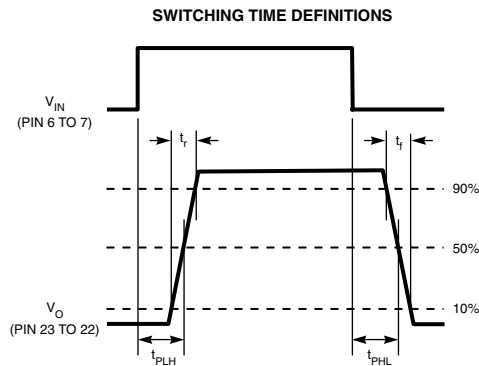 SWITCHING TIME DEFINITIONS
V_IN
(PIN 6 TO 7)
t_r
t_f
90%
50%
10%
V_O
(PIN 23 TO 22)
t_PLH
t_PHL